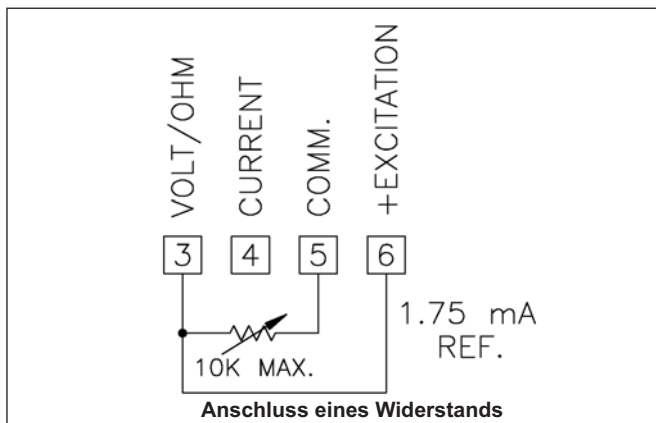 VOLT/OHM
CURRENT
COMM.
+EXCITATION
3
4
5
6
10K MAX.
1.75 mA
REF.
Anschluss eines Widerstands